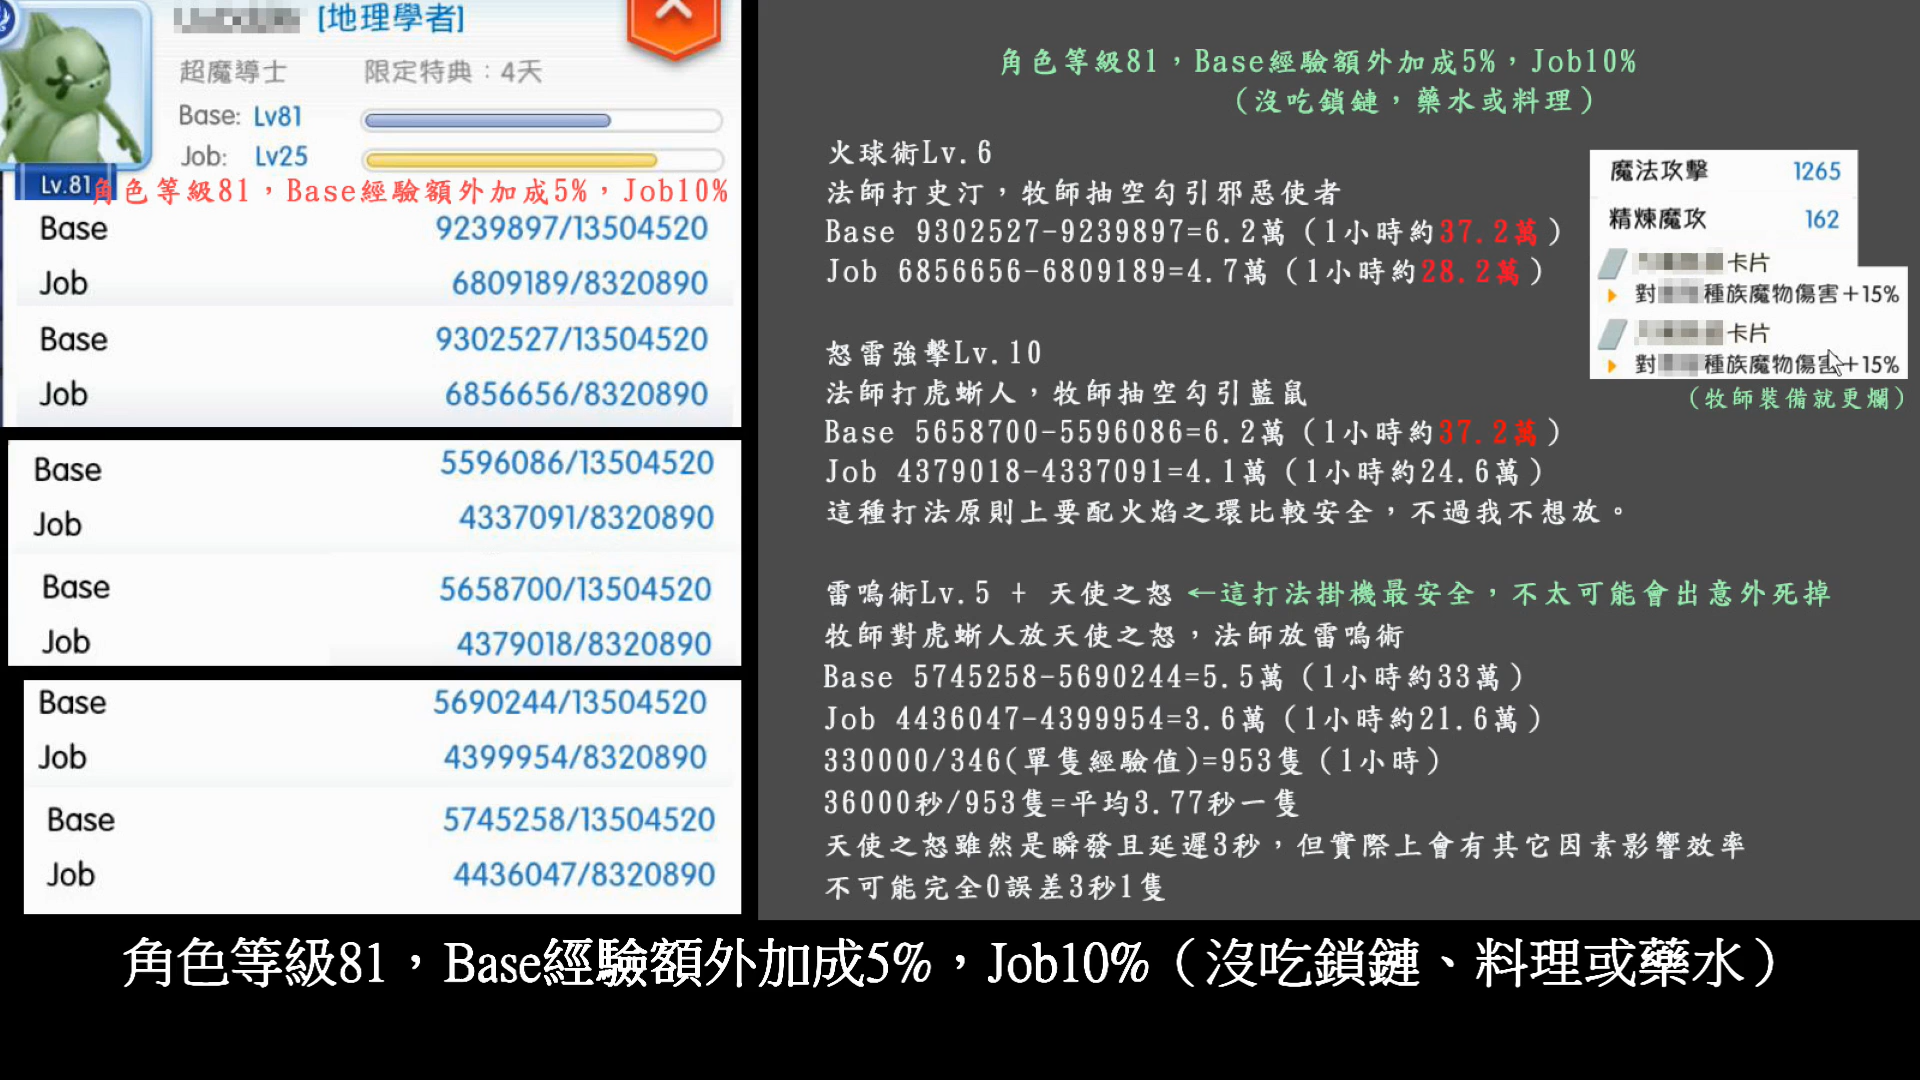 [地理學者]
超魔導士 限定特典：4天
Base: Lv81
Job: Lv25
Lv.81
角色等級81，Base經驗額外加成5%，Job10%
Base 9239897/13504520
Job 6809189/8320890
Base 9302527/13504520
Job 6856656/8320890
Base 5596086/13504520
Job 4337091/8320890
Base 5658700/13504520
Job 4379018/8320890
Base 5690244/13504520
Job 4399954/8320890
Base 5745258/13504520
Job 4436047/8320890
角色等級81，Base經驗額外加成5%，Job10%
（沒吃鎖鏈，藥水或料理）
火球術Lv.6
法師打史汀，牧師抽空勾引邪惡使者
Base 9302527-9239897=6.2萬（1小時約37.2萬）
Job 6856656-6809189=4.7萬（1小時約28.2萬）
怒雷強擊Lv.10
法師打虎蜥人，牧師抽空勾引藍鼠
Base 5658700-5596086=6.2萬（1小時約37.2萬）
Job 4379018-4337091=4.1萬（1小時約24.6萬）
這種打法原則上要配火焰之環比較安全，不過我不想放。
雷鳴術Lv.5 + 天使之怒 ←這打法掛機最安全，不太可能會出意外死掉
牧師對虎蜥人放天使之怒，法師放雷鳴術
Base 5745258-5690244=5.5萬（1小時約33萬）
Job 4436047-4399954=3.6萬（1小時約21.6萬）
330000/346(單隻經驗值)=953隻（1小時）
36000秒/953隻=平均3.77秒一隻
天使之怒雖然是瞬發且延遲3秒，但實際上會有其它因素影響效率
不可能完全0誤差3秒1隻
魔法攻擊 1265
精煉魔攻 162
卡片
對 種族魔物傷害+15%
卡片
對 種族魔物傷害+15%
（牧師裝備就更爛）
角色等級81，Base經驗額外加成5%，Job10%（沒吃鎖鏈、料理或藥水）